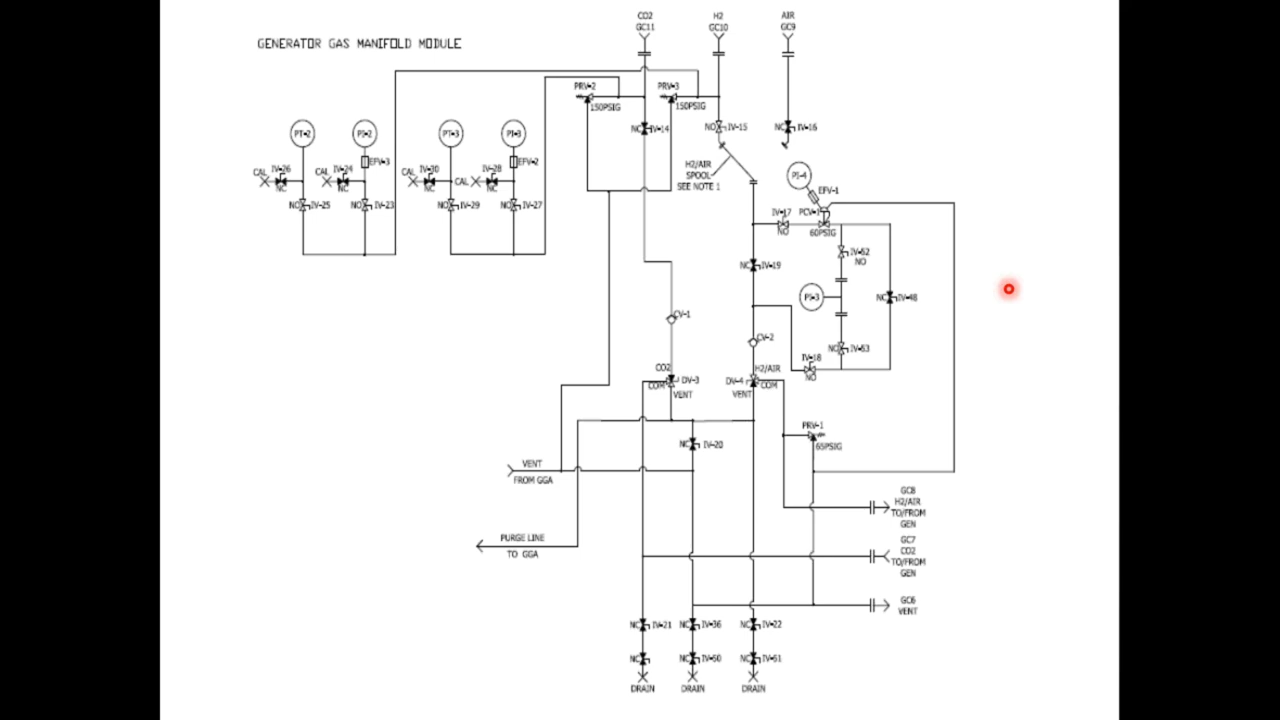 CO2
GC11
H2
GC10
AIR
GC9
GENERATOR GAS MANIFOLD MODULE
PRV-2
150PSIG
PRV-3
150PSIG
NC IV-14
NO IV-15
NC IV-16
PT-2
PI-2
PT-3
PI-3
EFV-3
EFV-2
CAL IV-26
NC
CAL IV-24
NC
CAL IV-30
NC
CAL IV-28
NC
NO IV-25
NO IV-23
NO IV-29
NO IV-27
H2/AIR
SPOOL
SEE NOTE 1
PI-4
EFV-1
IV-17
NO
PCV-1
60PSIG
IV-62
NO
NC IV-19
PI-3
NC IV-48
CV-1
CV-2
NO IV-63
IV-18
NO
CO2
COM
DV-3
VENT
H2/AIR
DV-4
COM
VENT
PRV-1
65PSIG
NC IV-20
VENT
FROM GGA
PURGE LINE
TO GGA
GC8
H2/AIR
TO/FROM
GEN
GC7
CO2
TO/FROM
GEN
GC6
VENT
NC IV-21
NC IV-36
NC IV-22
NC
NC IV-50
NC IV-51
DRAIN
DRAIN
DRAIN